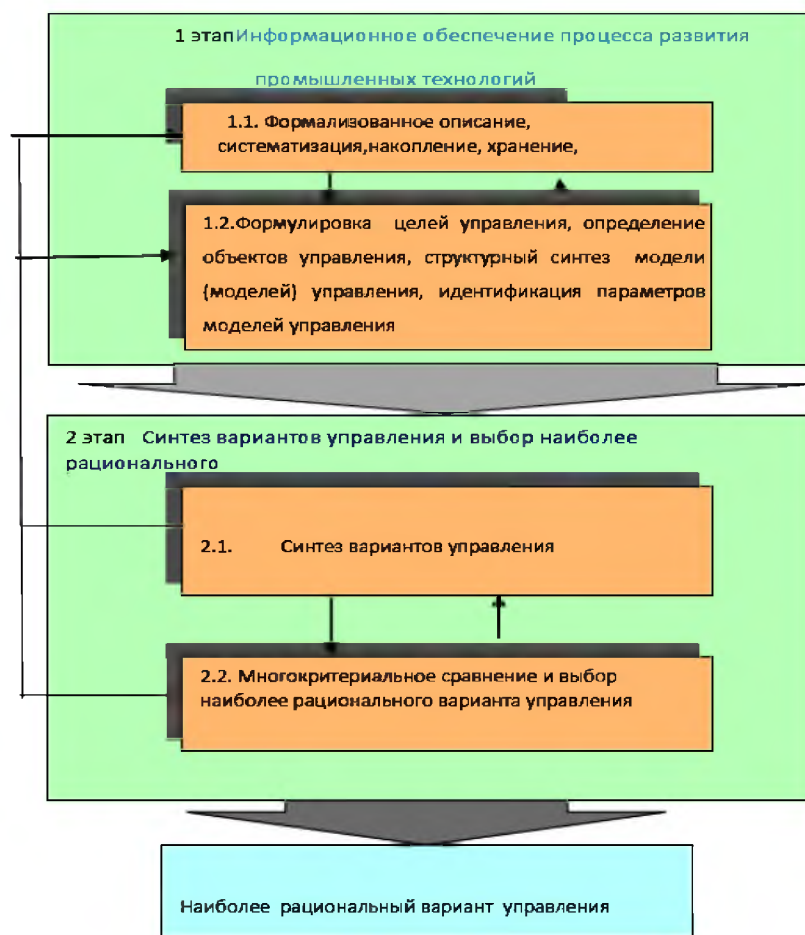 1 этапИнформационное обеспечение процесса развития
промышленных технологий
1.1. Формализованное описание,
систематизация,накопление, хранение,
1.2.Формулировка целей управления, определение
объектов управления, структурный синтез модели
(моделей) управления, идентификация параметров
моделей управления
2 этап Синтез вариантов управления и выбор наиболее
рационального
2.1. Синтез вариантов управления
2.2. Многокритериальное сравнение и выбор
наиболее рационального варианта управления
Наиболее рациональный вариант управления